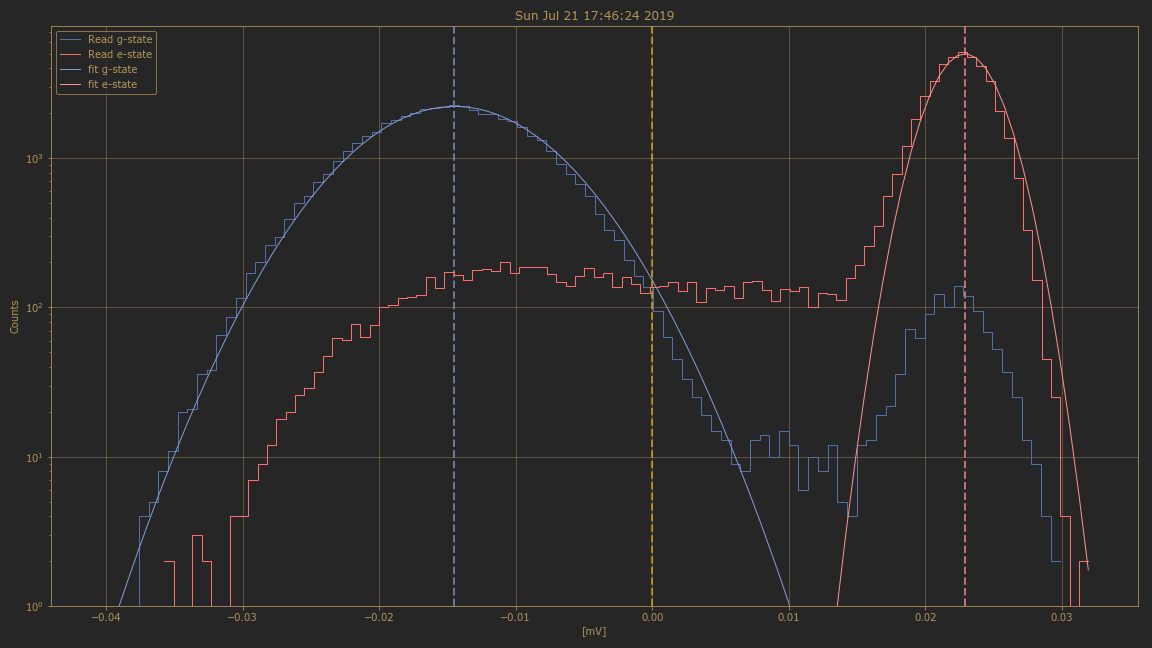 Sun Jul 21 17:46:24 2019
Read g-state
Read e-state
fit g-state
fit e-state
Counts
10³
10²
10¹
10⁰
−0.04
−0.03
−0.02
−0.01
0.00
0.01
0.02
0.03
[mV]